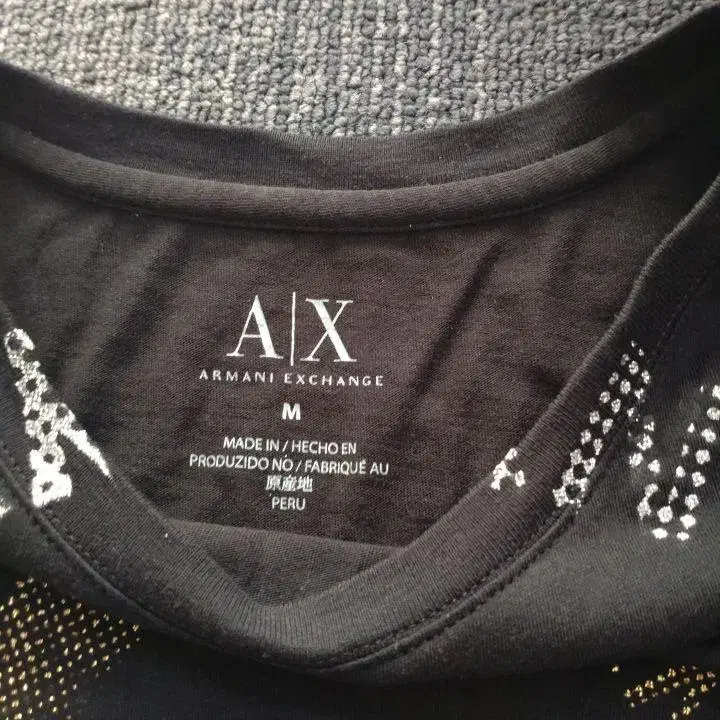 A|X
ARMANI EXCHANGE
M
MADE IN / HECHO EN
PRODUZIDO NO / FABRIQUÉ AU
原産地
PERU